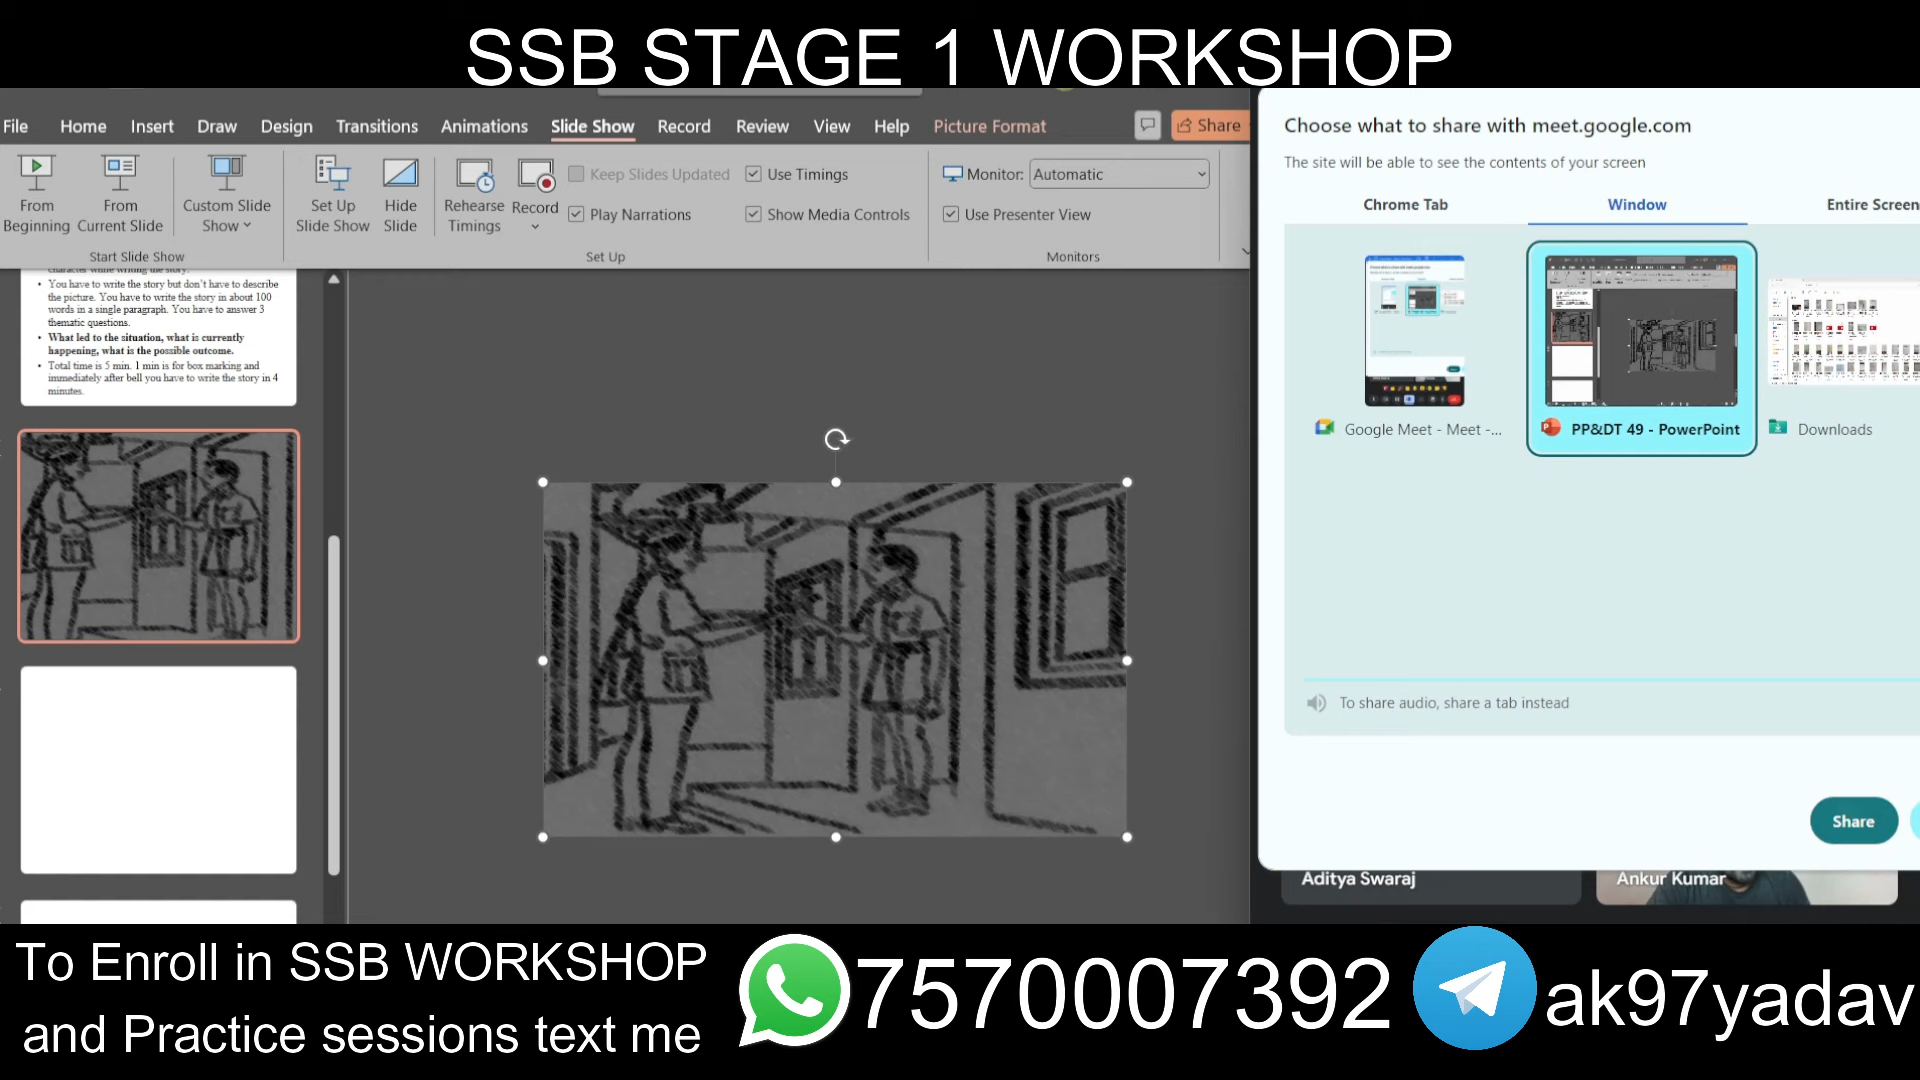 SSB STAGE 1 WORKSHOP
File Home Insert Draw Design Transitions Animations Slide Show Record Review View Help Picture Format Share
From Beginning
From Current Slide
Custom Slide Show
Start Slide Show
Set Up Slide Show
Hide Slide
Rehearse Timings
Record
Keep Slides Updated
Play Narrations
Use Timings
Show Media Controls
Set Up
Monitor: Automatic
Use Presenter View
Monitors
character while writing the story.
• You have to write the story but don't have to describe
the picture. You have to write the story in about 100
words in a single paragraph. You have to answer 3
thematic questions.
• What led to the situation, what is currently
happening, what is the possible outcome.
• Total time is 5 min. 1 min is for box marking and
immediately after bell you have to write the story in 4
minutes.
Choose what to share with meet.google.com
The site will be able to see the contents of your screen
Chrome Tab Window Entire Screen
Google Meet - Meet -...
PP&DT 49 - PowerPoint
Downloads
To share audio, share a tab instead
Share
Aditya Swaraj
Ankur Kumar
To Enroll in SSB WORKSHOP
and Practice sessions text me
7570007392
ak97yadav